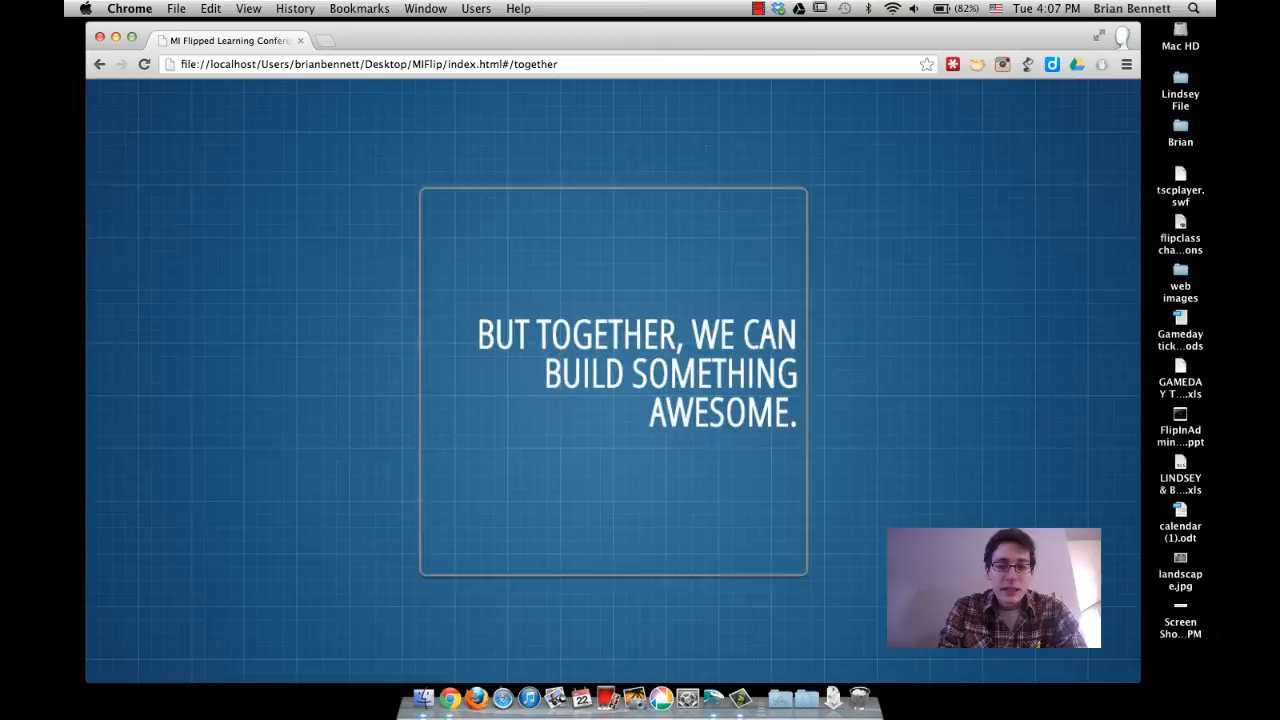 Chrome File Edit View History Bookmarks Window Users Help (82%) Tue 4:07 PM Brian Bennett
MI Flipped Learning Confere
file://localhost/Users/brianbennett/Desktop/MIFlip/index.html#/together
BUT TOGETHER, WE CAN
BUILD SOMETHING
AWESOME.
Mac HD
Lindsey
File
Brian
tscplayer.
swf
flipclass
cha...ons
web
images
Gameday
tick...ods
GAMEDA
Y T....xls
FlipInAd
min....ppt
XLS
LINDSEY
& B....xls
calendar
(1).odt
landscap
e.jpg
Screen
Sho...PM
22